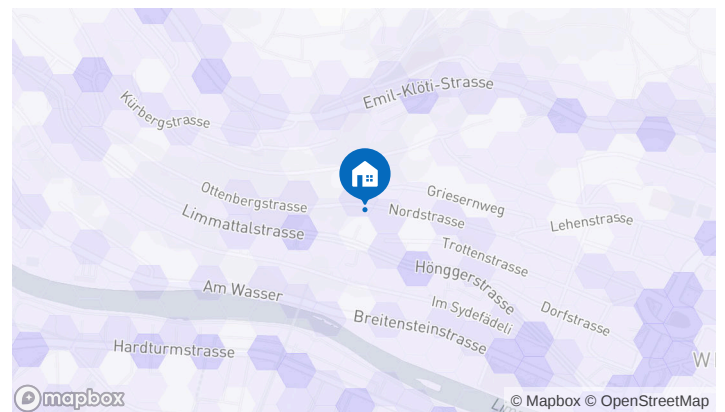 Emil-Klöti-Strasse
Kürbergstrasse
Ottenbergstrasse
Griesernweg
Nordstrasse
Limmattalstrasse
Lehenstrasse
Trottenstrasse
Hönggerstrasse
Am Wasser
Im Sydefädeli
Dorfstrasse
Breitensteinstrasse
Hardturmstrasse
W
mapbox
© Mapbox © OpenStreetMap